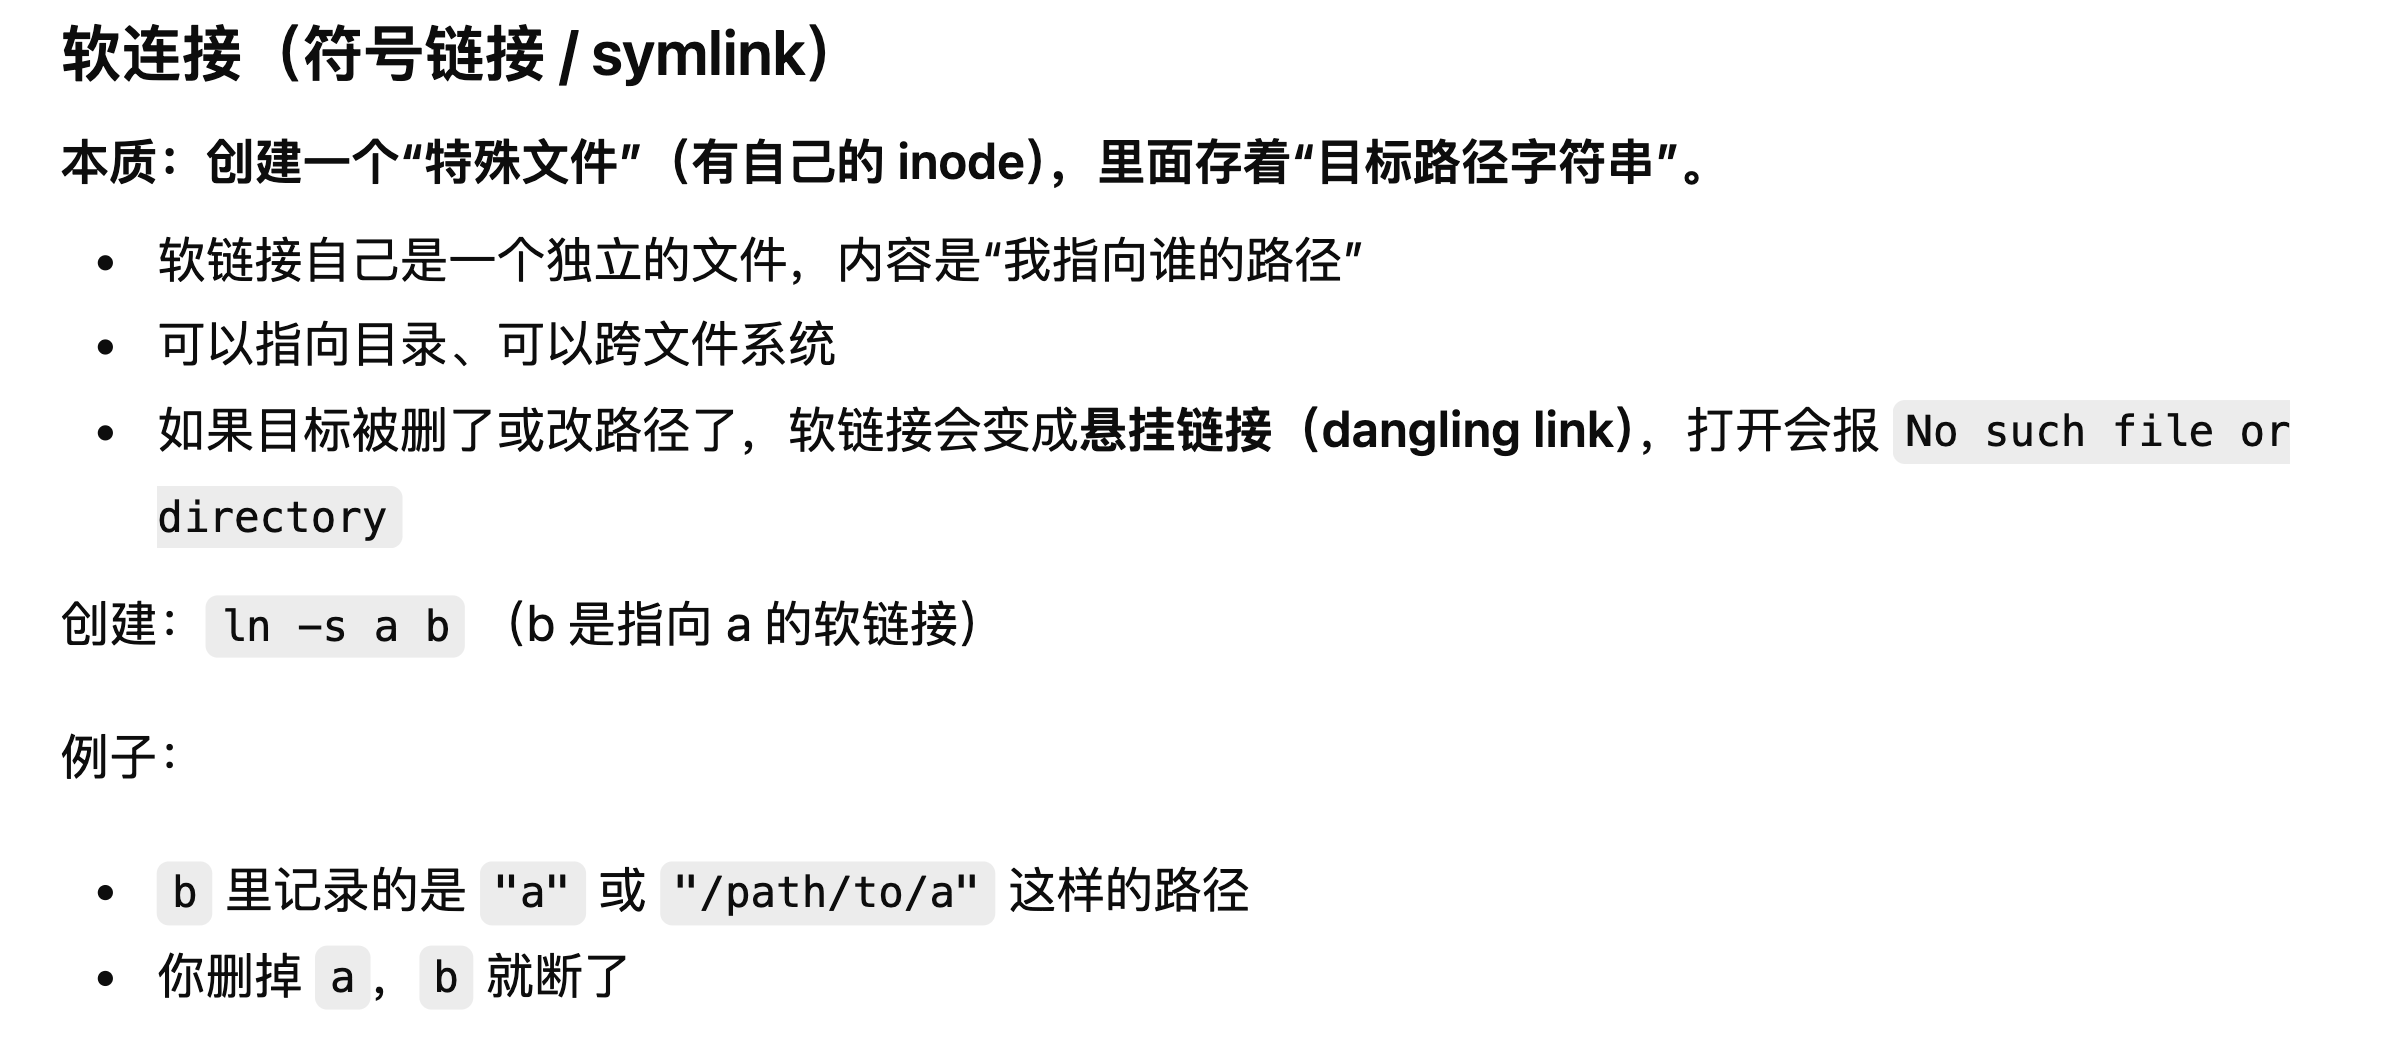 软连接（符号链接 / symlink）
本质：创建一个“特殊文件”（有自己的 inode），里面存着“目标路径字符串”。
• 软链接自己是一个独立的文件，内容是“我指向谁的路径”
• 可以指向目录、可以跨文件系统
• 如果目标被删了或改路径了，软链接会变成悬挂链接（dangling link），打开会报 No such file or
directory
创建：ln -s a b （b 是指向 a 的软链接）
例子：
• b 里记录的是 "a" 或 "/path/to/a" 这样的路径
• 你删掉 a，b 就断了